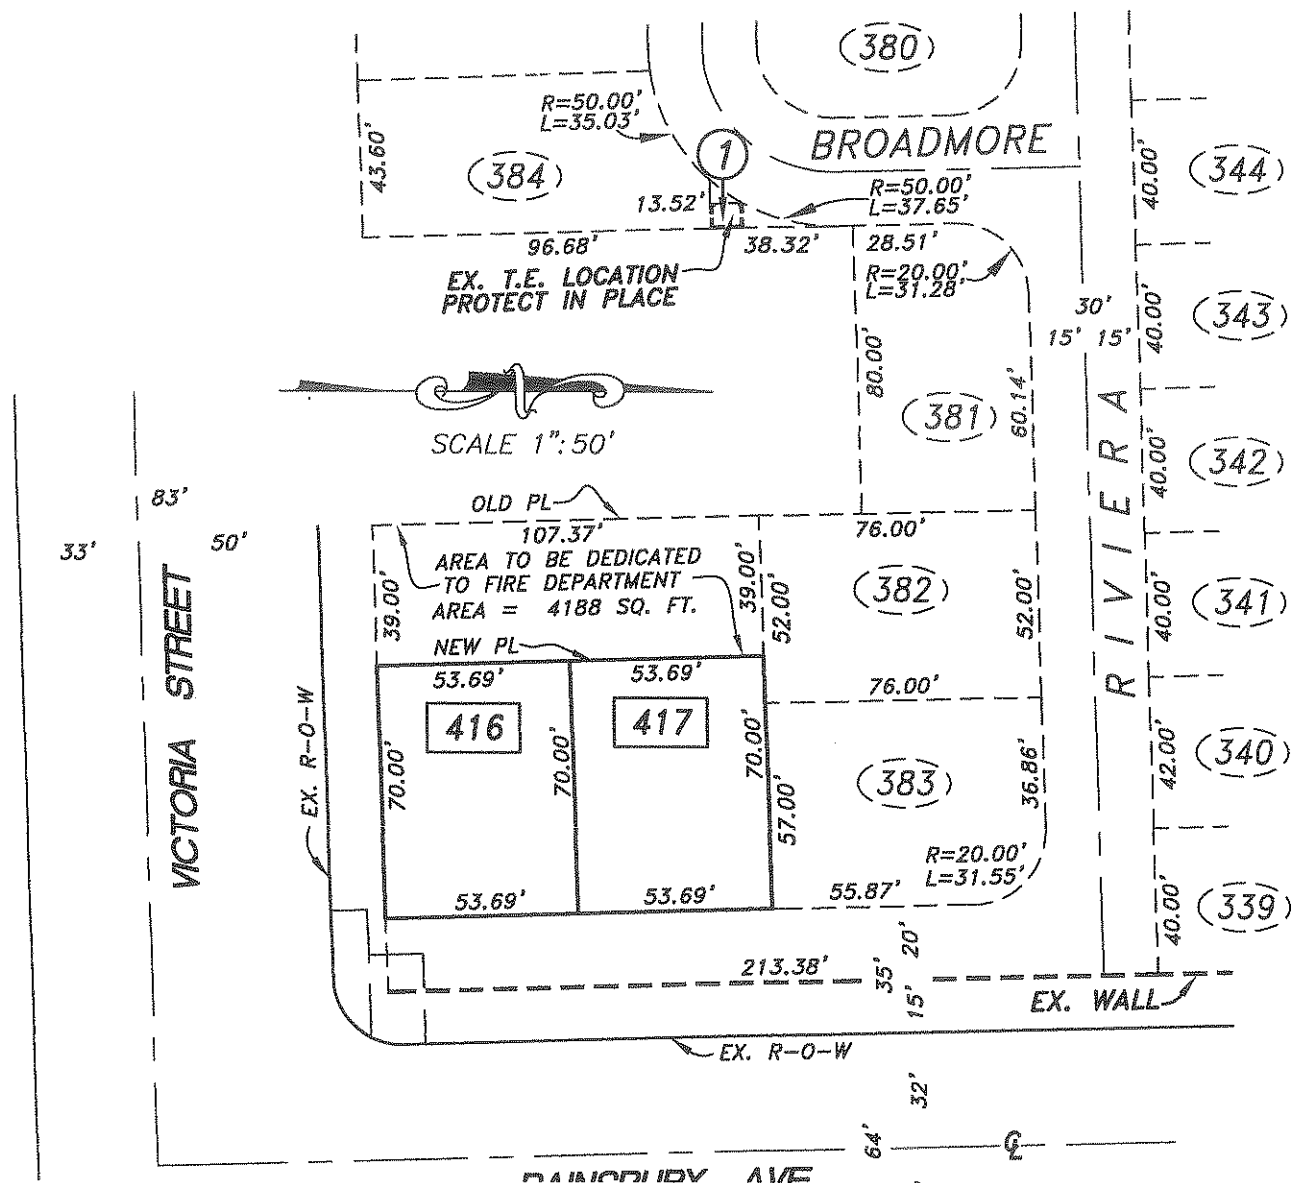 380
R=50.00'
L=35.03'
BROADMORE
1
43.60'
384
40.00'
344
13.52'
R=50.00'
L=37.65'
96.68'
38.32'
28.51'
EX. T.E. LOCATION
PROTECT IN PLACE
R=20.00'
L=31.28'
30'
15' 15'
40.00'
343
80.00'
381
60.14'
RIVIERA
SCALE 1":50'
40.00'
342
83'
33'
50'
OLD PL
107.37'
76.00'
AREA TO BE DEDICATED
TO FIRE DEPARTMENT
AREA = 4188 SQ. FT.
39.00'
39.00'
52.00'
382
52.00'
40.00'
341
VICTORIA STREET
NEW PL
53.69'
53.69'
76.00'
EX. R-O-W
416
417
70.00'
70.00'
70.00'
57.00'
383
36.86'
42.00'
340
R=20.00'
L=31.55'
53.69'
53.69'
55.87'
40.00'
339
20'
213.38'
35'
15'
EX. WALL
EX. R-O-W
32'
64'
℄